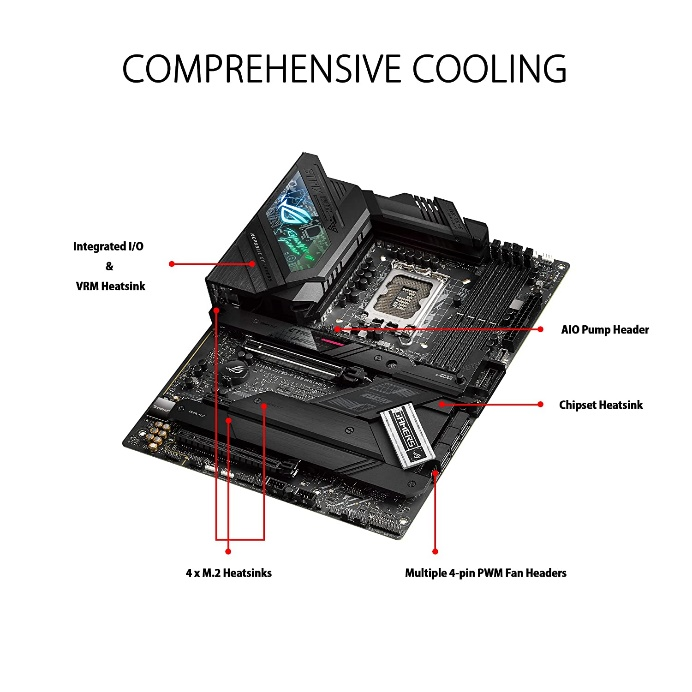 COMPREHENSIVE COOLING
Integrated I/O
&
VRM Heatsink
AIO Pump Header
Chipset Heatsink
GAMERS
4 x M.2 Heatsinks
Multiple 4-pin PWM Fan Headers